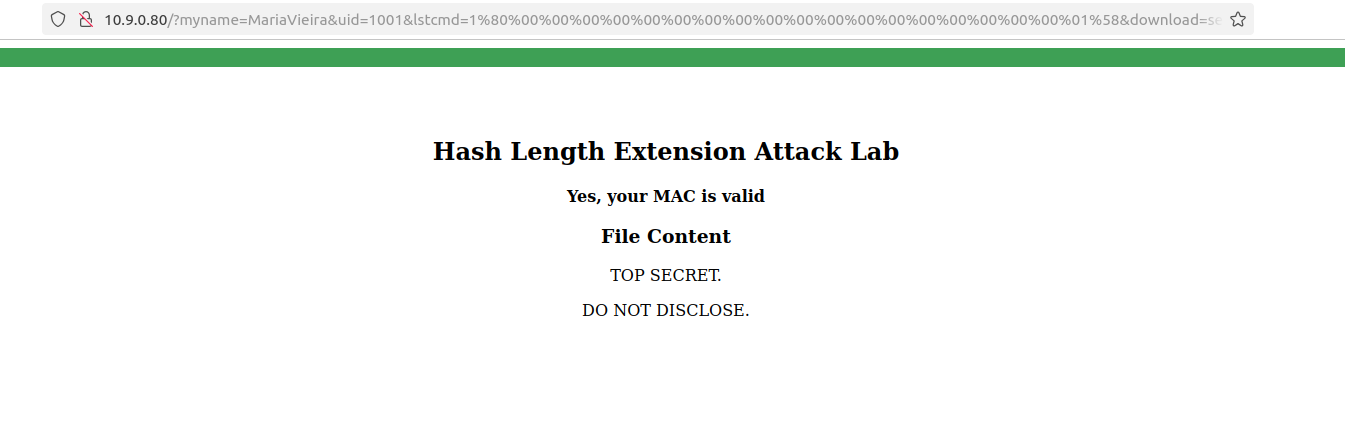 10.9.0.80/?myname=MariaVieira&uid=1001&lstcmd=1%80%00%00%00%00%00%00%00%00%00%00%00%00%00%00%00%00%00%00%00%00%01%58&download=se
Hash Length Extension Attack Lab
Yes, your MAC is valid
File Content
TOP SECRET.
DO NOT DISCLOSE.